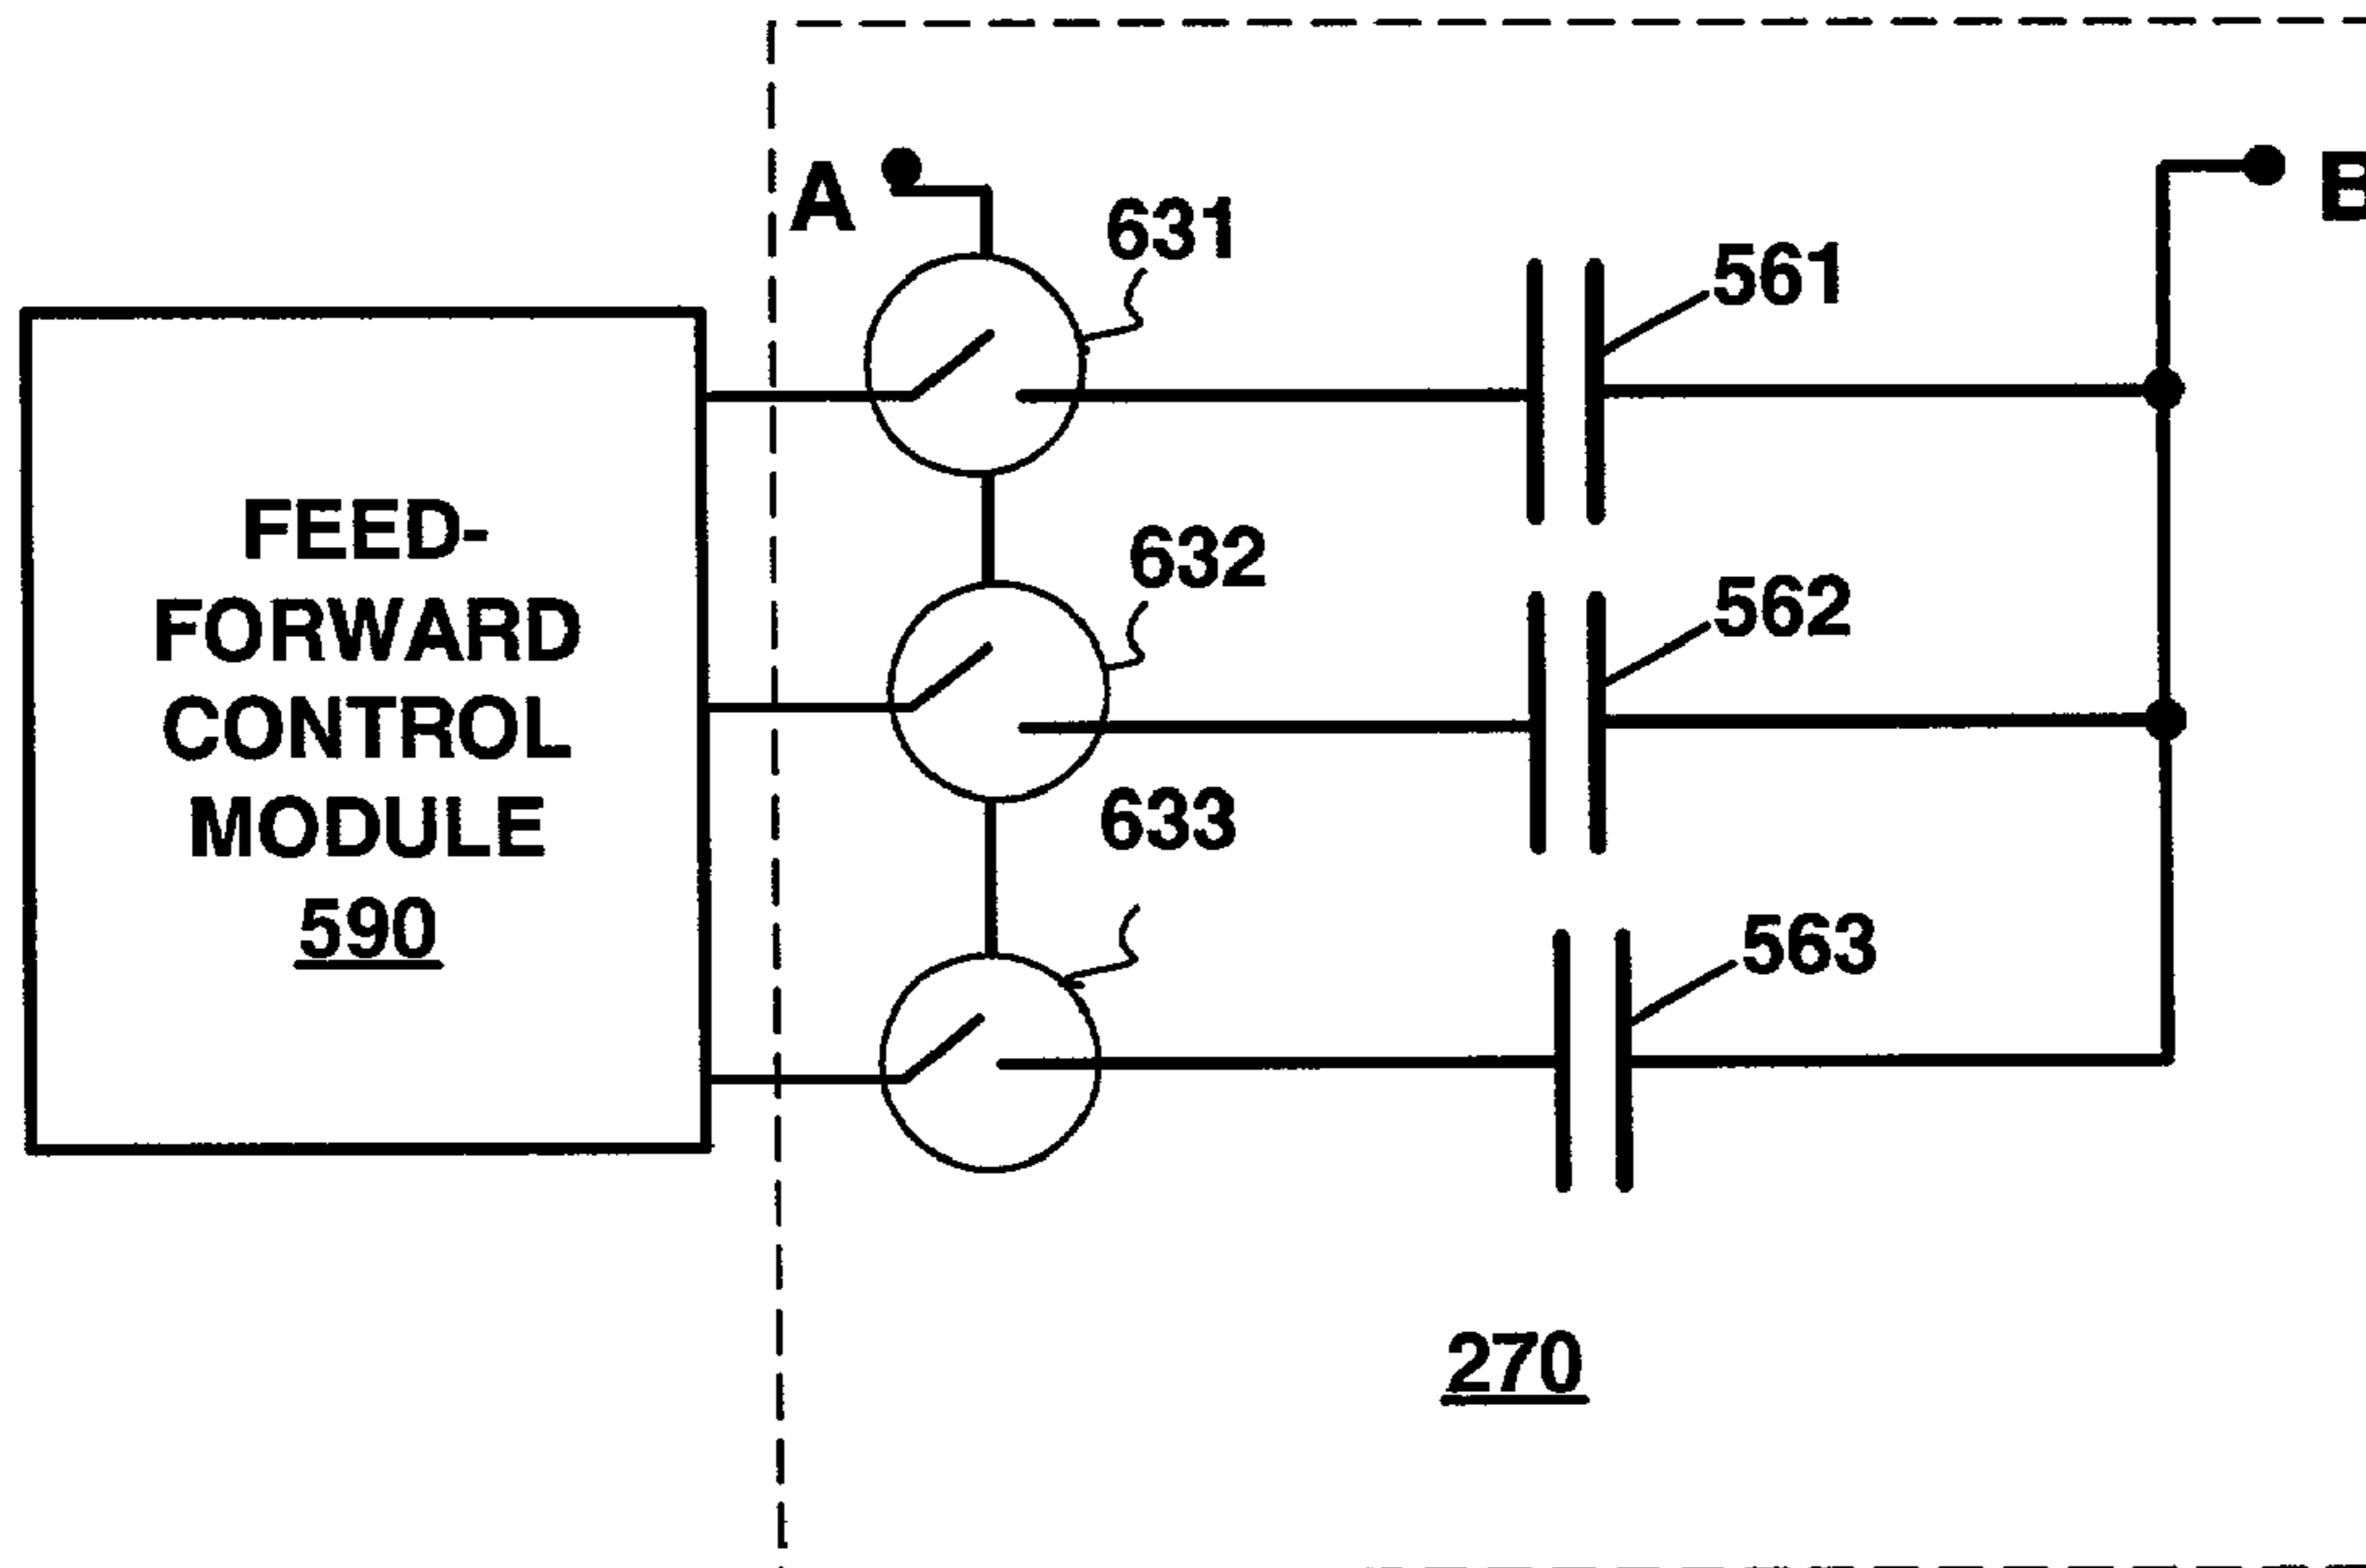 A
B
631
561
632
562
633
563
FEED-
FORWARD
CONTROL
MODULE
590
270